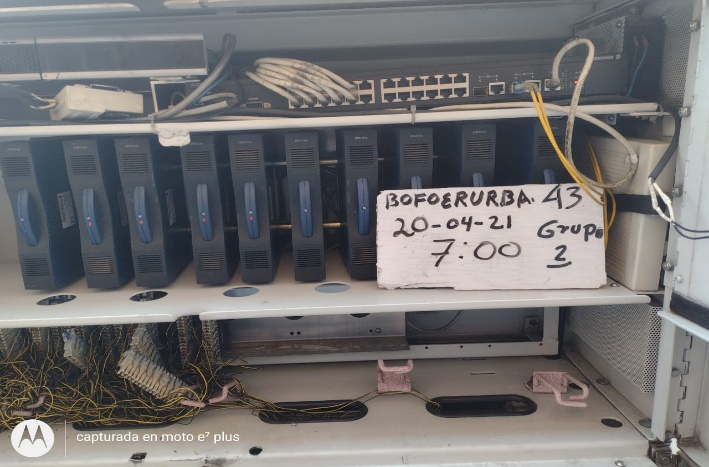 BOFOERURBA. 43
20-04-21
Grupo
7:00
2
capturada en moto e⁷ plus